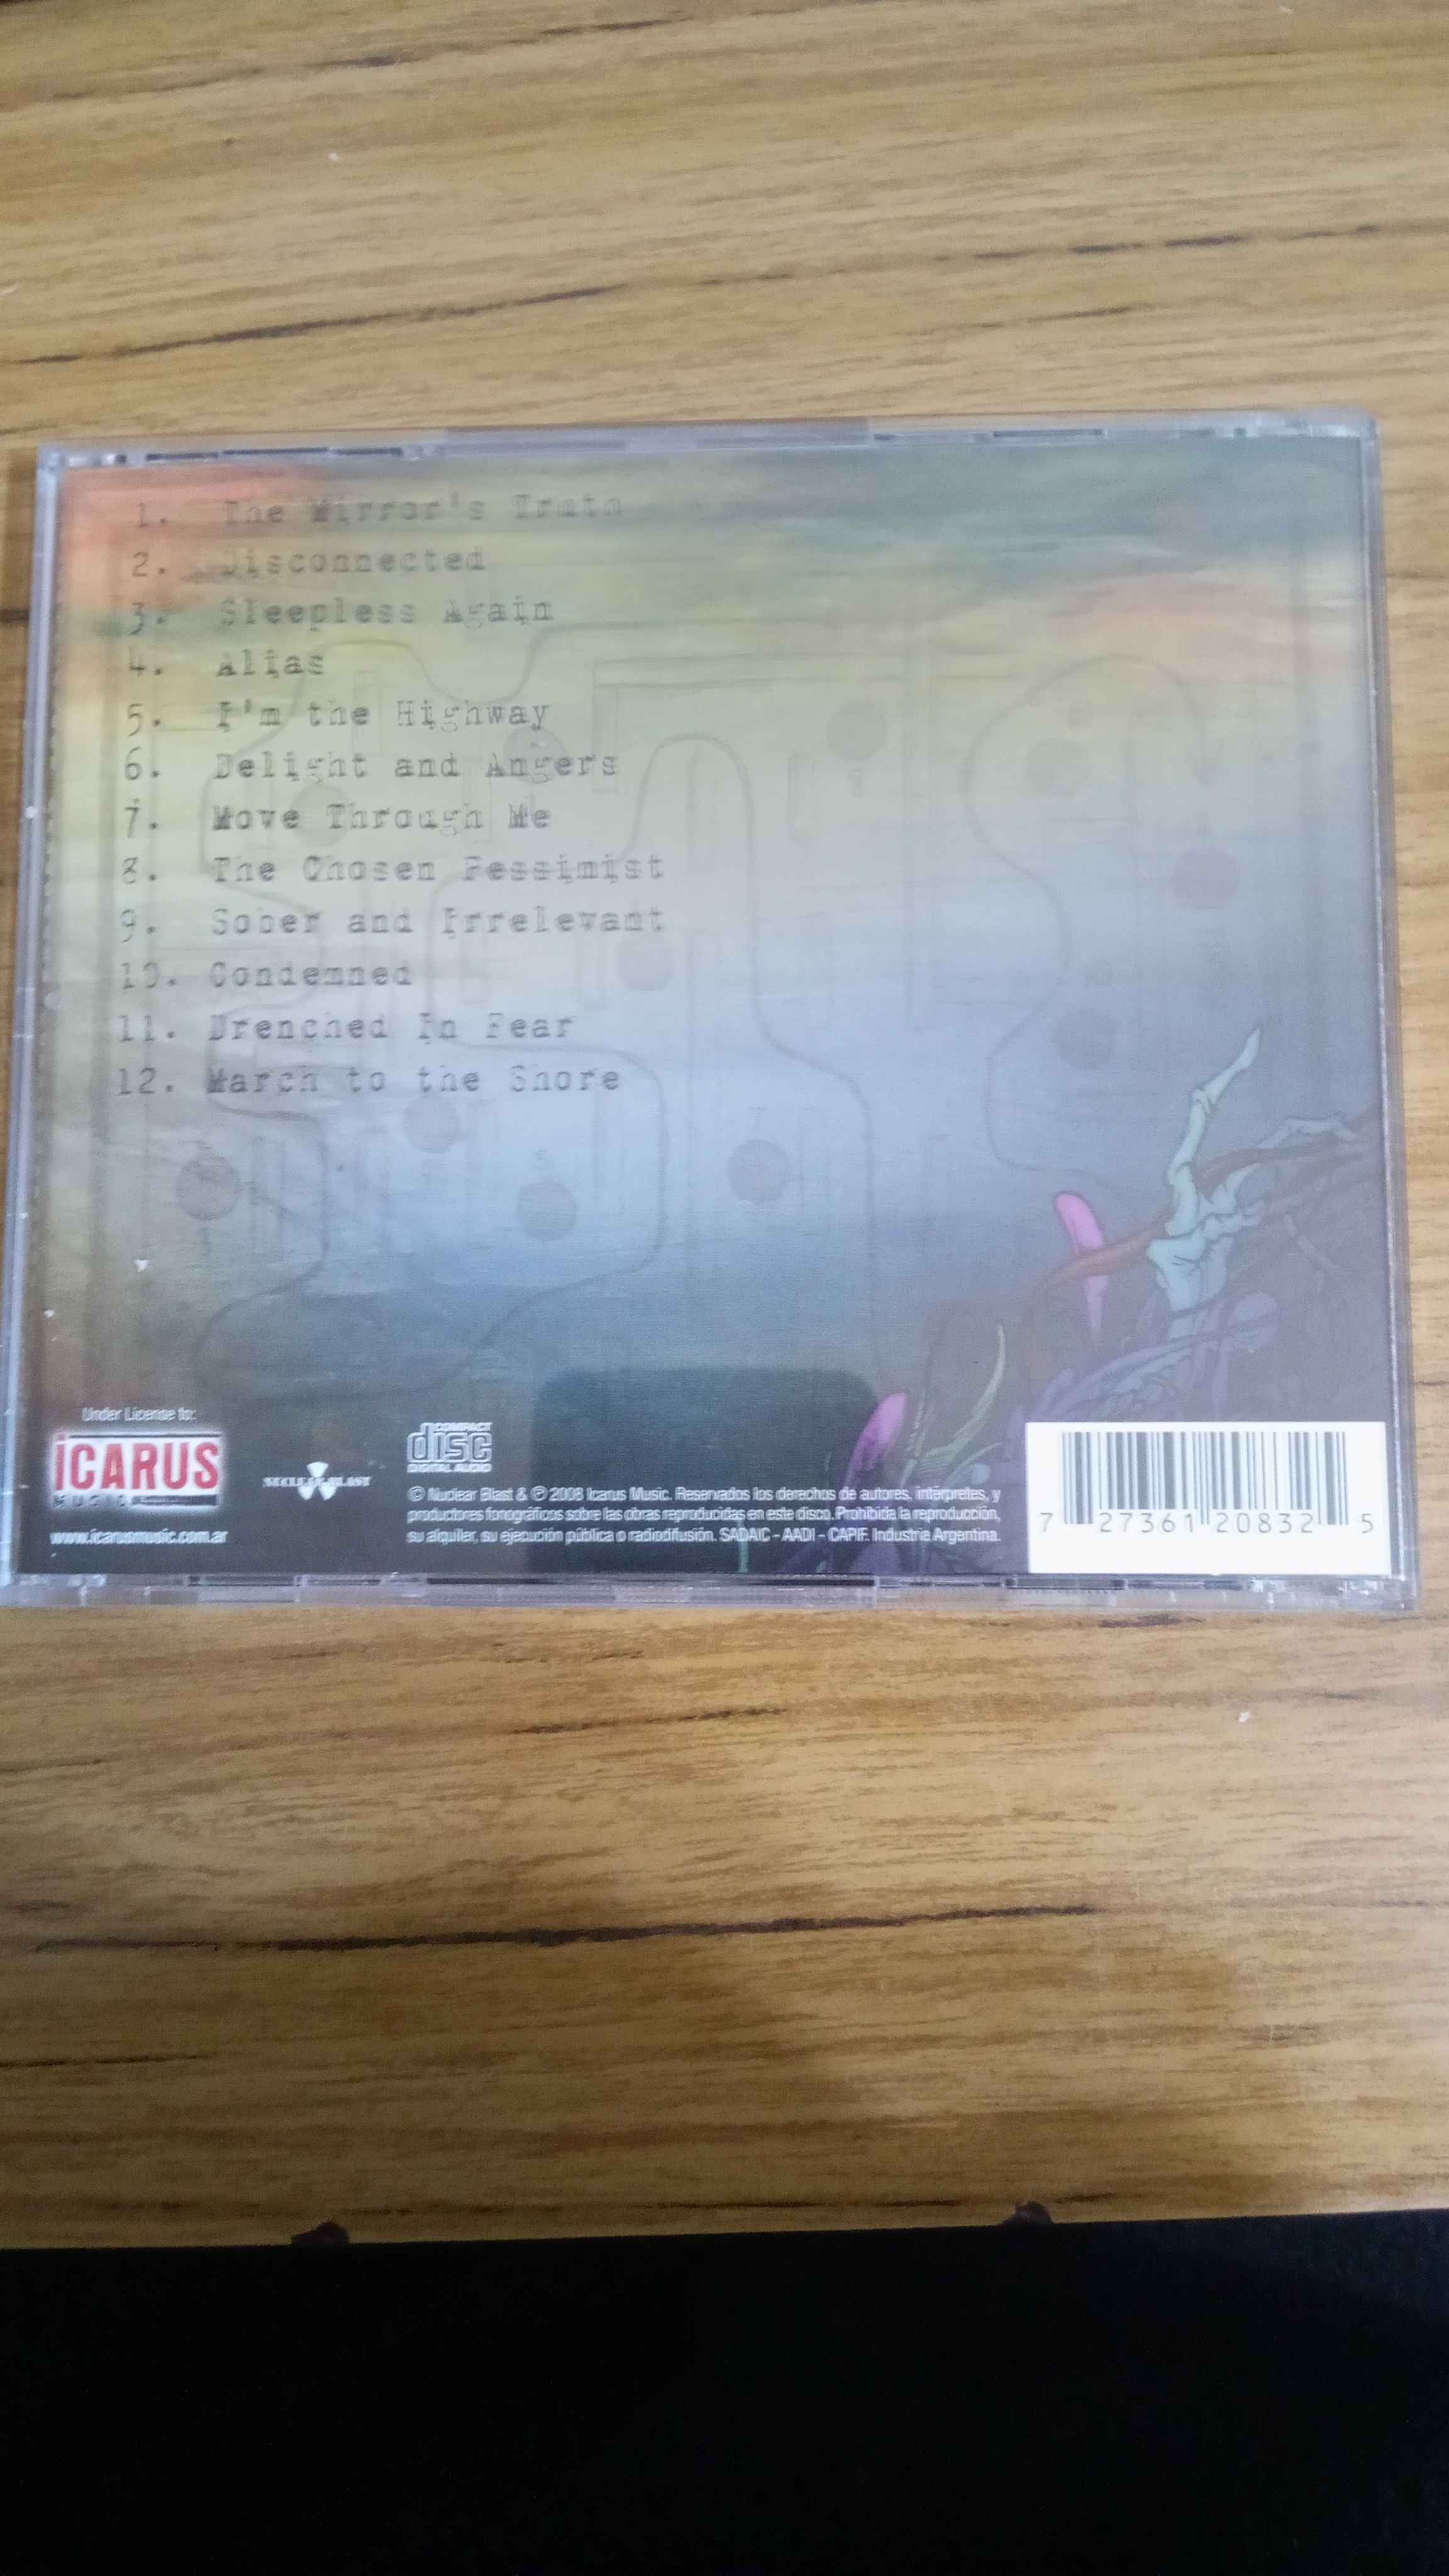 1. The Mirror's Truth
2. Disconnected
3. Sleepless Again
4. Alias
5. I'm the Highway
6. Delight and Angers
7. Move Through Me
8. The Chosen Pessimist
9. Sober and Irrelevant
10. Condemned
11. Drenched In Fear
12. March to the Shore
Under License to:
iCARUS
MUSIC
www.icarusmusic.com.ar
NUCLEAR BLAST
COMPACT
disc
DIGITAL AUDIO
© Nuclear Blast & ℗ 2008 Icarus Music. Reservados los derechos de autores, intérpretes, y
productores fonográficos sobre las obras reproducidas en este disco. Prohibida la reproducción,
su alquiler, su ejecución pública o radiodifusión. SADAIC - AADI - CAPIF. Industria Argentina.
7 27361 20832 5